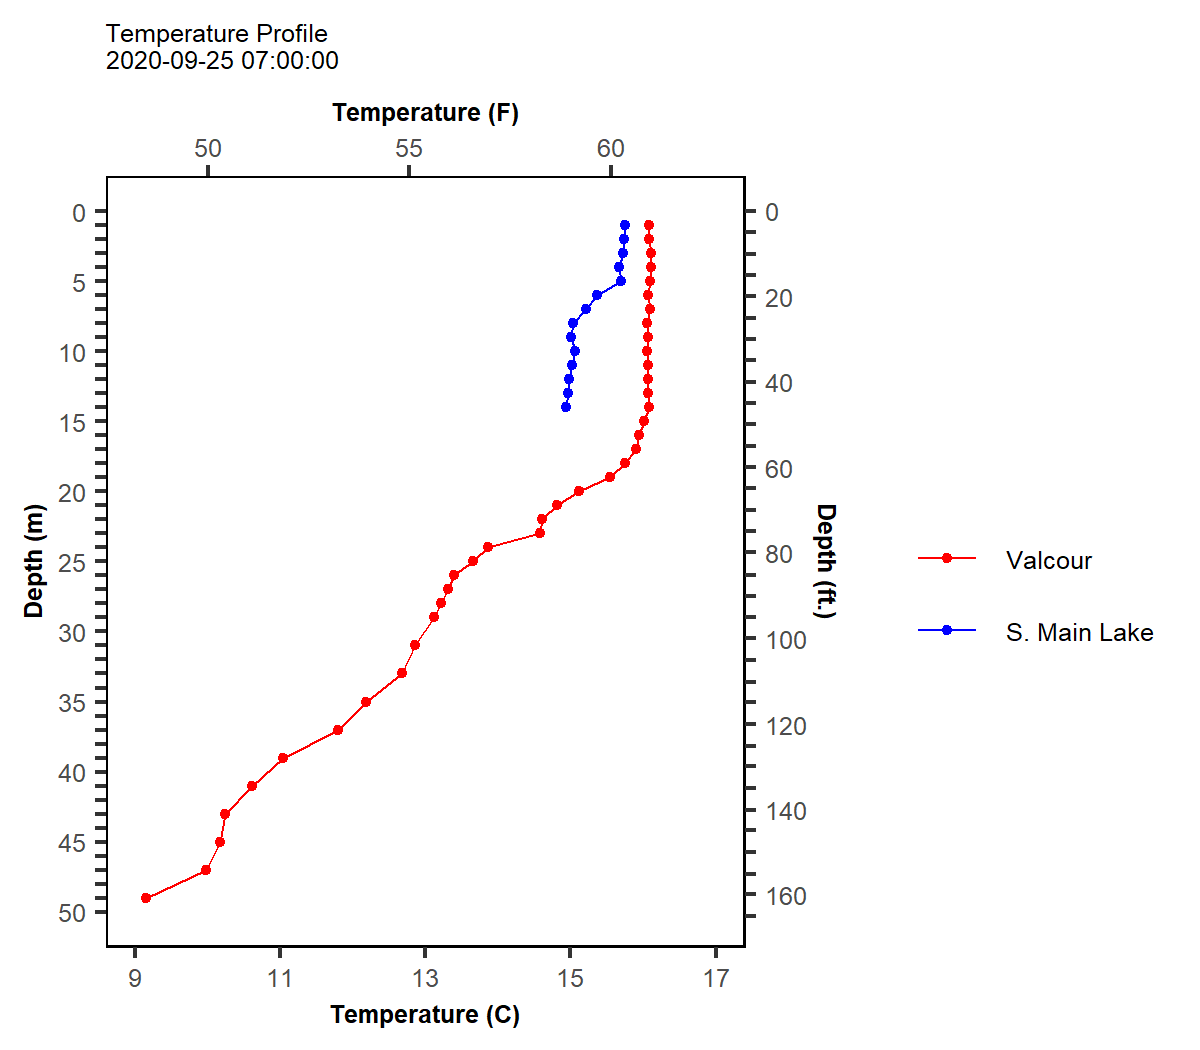 Temperature Profile
2020-09-25 07:00:00
Temperature (F)
50 55 60
0
5
10
15
20
25
30
35
40
45
50
Depth (m)
0
20
40
60
80
100
120
140
160
Depth (ft.)
Valcour
S. Main Lake
9 11 13 15 17
Temperature (C)